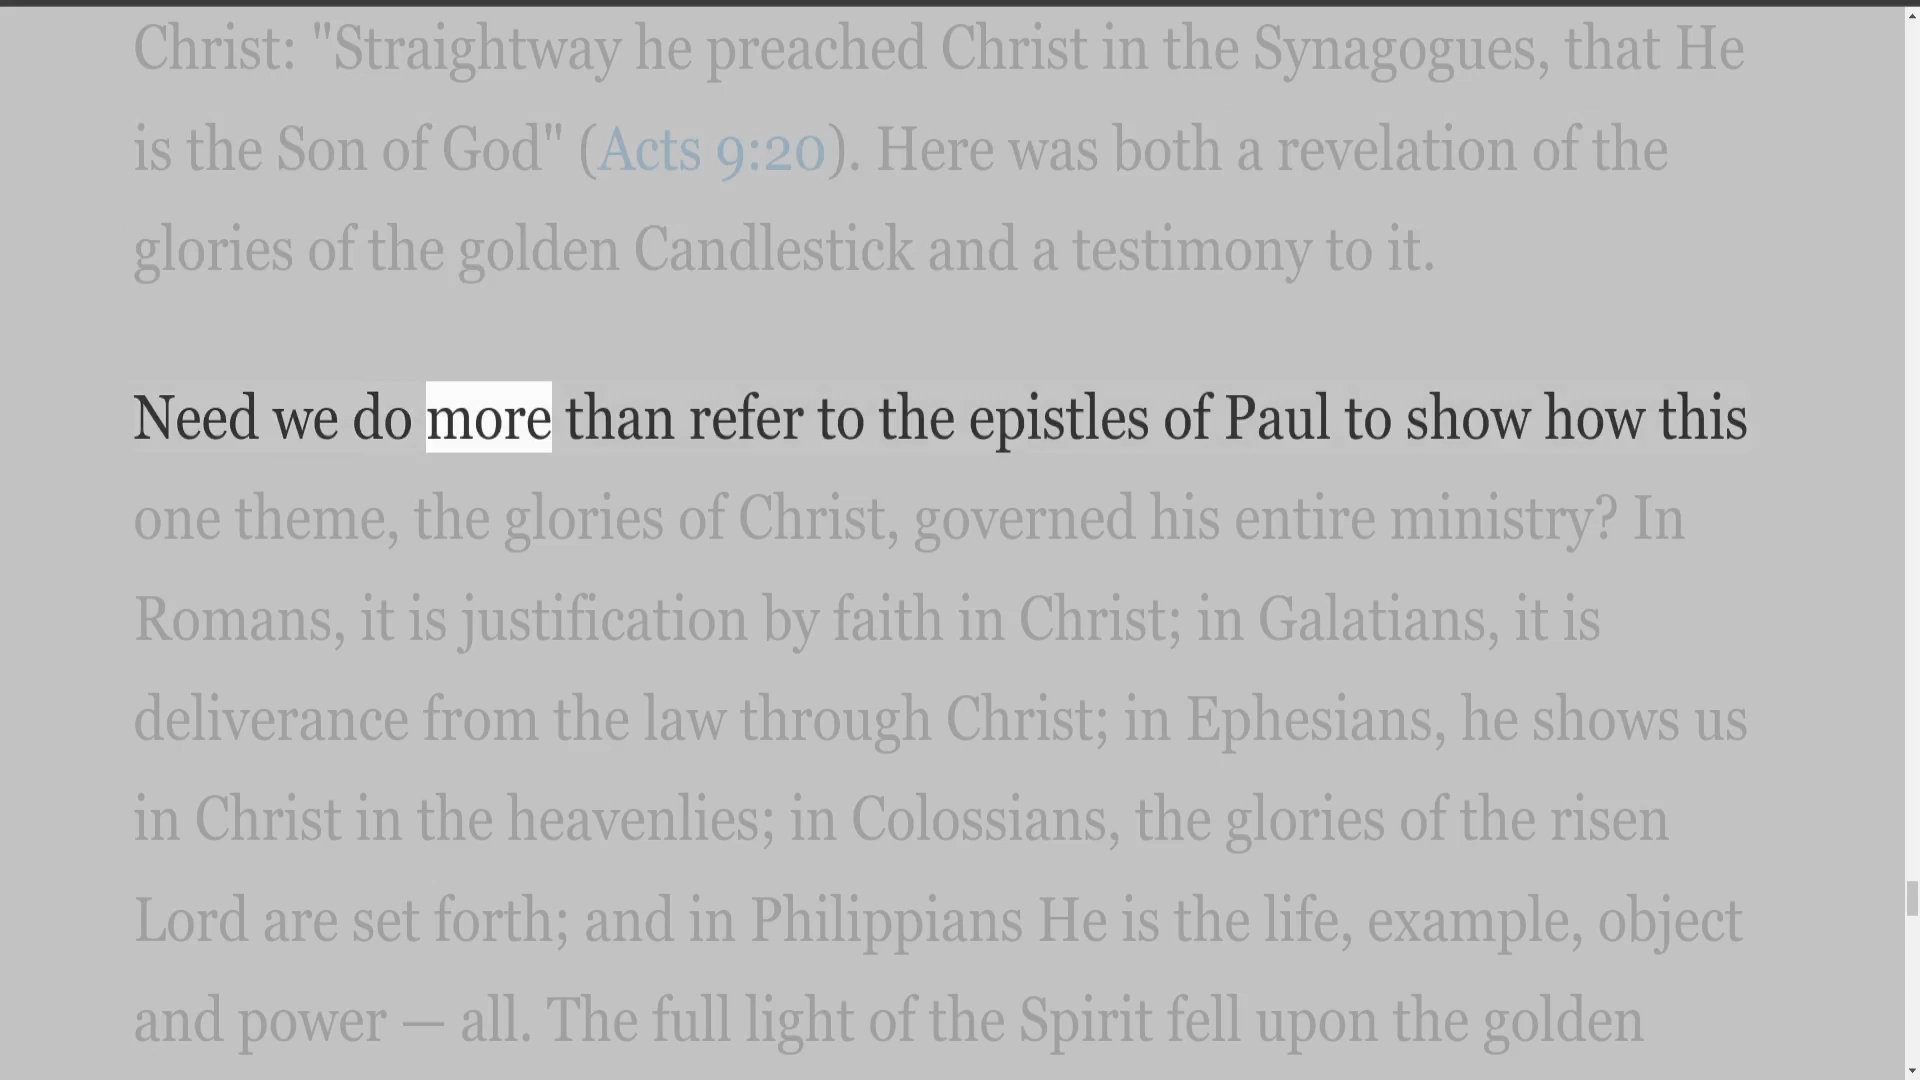 Christ: "Straightway he preached Christ in the Synagogues, that He
is the Son of God" (Acts 9:20). Here was both a revelation of the
glories of the golden Candlestick and a testimony to it.
Need we do more than refer to the epistles of Paul to show how this
one theme, the glories of Christ, governed his entire ministry? In
Romans, it is justification by faith in Christ; in Galatians, it is
deliverance from the law through Christ; in Ephesians, he shows us
in Christ in the heavenlies; in Colossians, the glories of the risen
Lord are set forth; and in Philippians He is the life, example, object
and power — all. The full light of the Spirit fell upon the golden